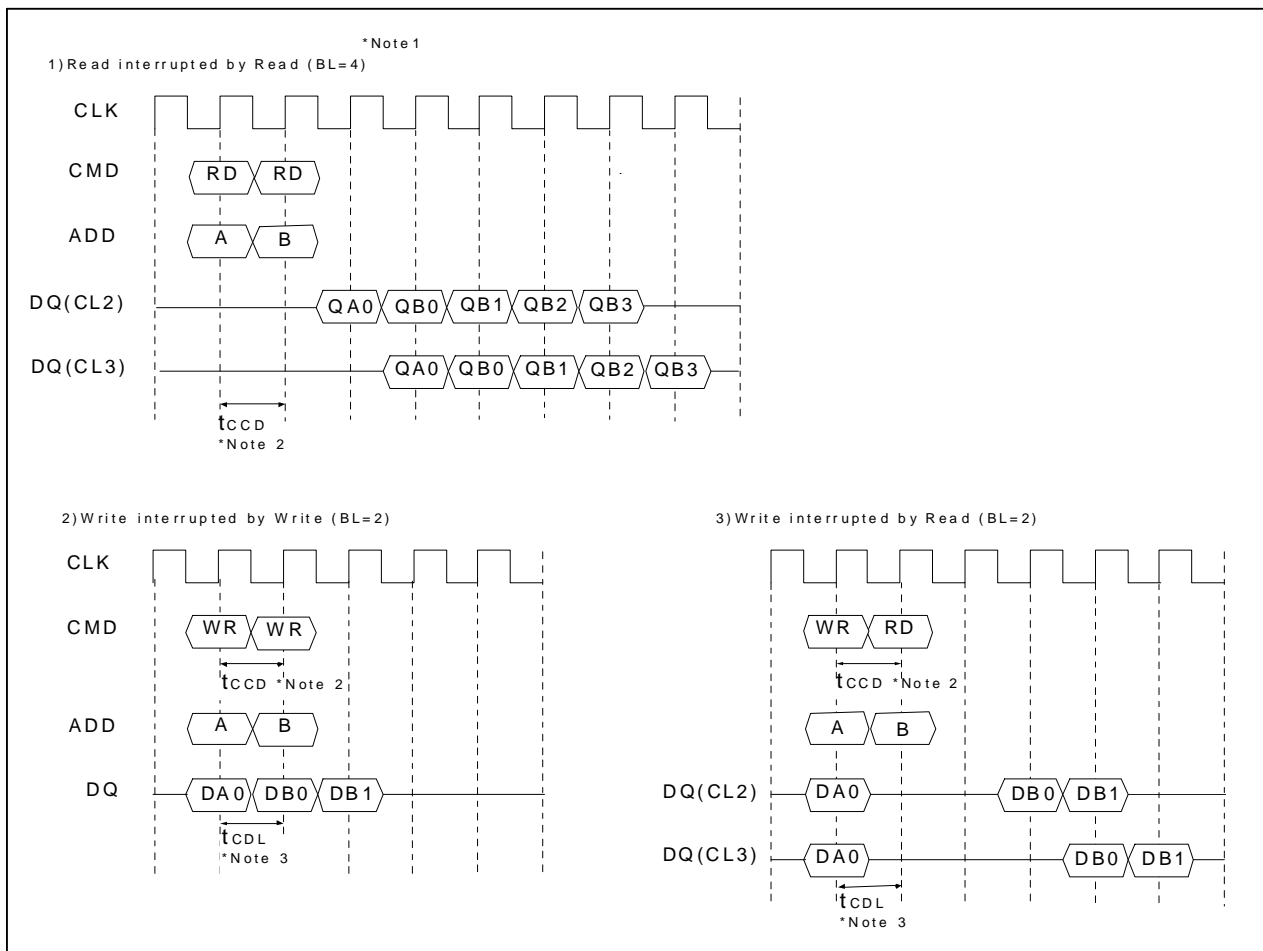 *Note1
1)Read interrupted by Read (BL=4)
CLK
CMD RD RD
ADD A B
DQ(CL2) QA0 QB0 QB1 QB2 QB3
DQ(CL3) QA0 QB0 QB1 QB2 QB3
tCCD
*Note 2
2)Write interrupted by Write (BL=2)
CLK
CMD WR WR
tCCD *Note 2
ADD A B
DQ DA0 DB0 DB1
tCDL
*Note 3
3)Write interrupted by Read (BL=2)
WR RD
tCCD *Note 2
A B
DQ(CL2) DA0 DB0 DB1
DQ(CL3) DA0 DB0 DB1
tCDL
*Note 3